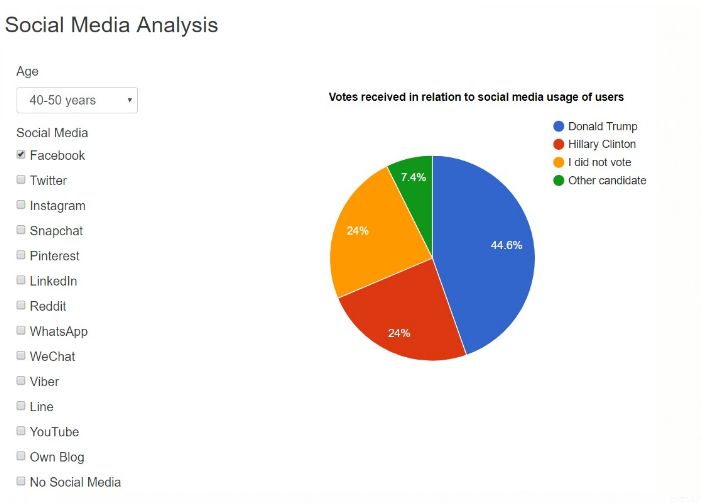 Social Media Analysis
Age
40-50 years
Social Media
Facebook
Twitter
Instagram
Snapchat
Pinterest
LinkedIn
Reddit
WhatsApp
WeChat
Viber
Line
YouTube
Own Blog
No Social Media
Votes received in relation to social media usage of users
Donald Trump
Hillary Clinton
I did not vote
Other candidate
7.4%
24%
44.6%
24%